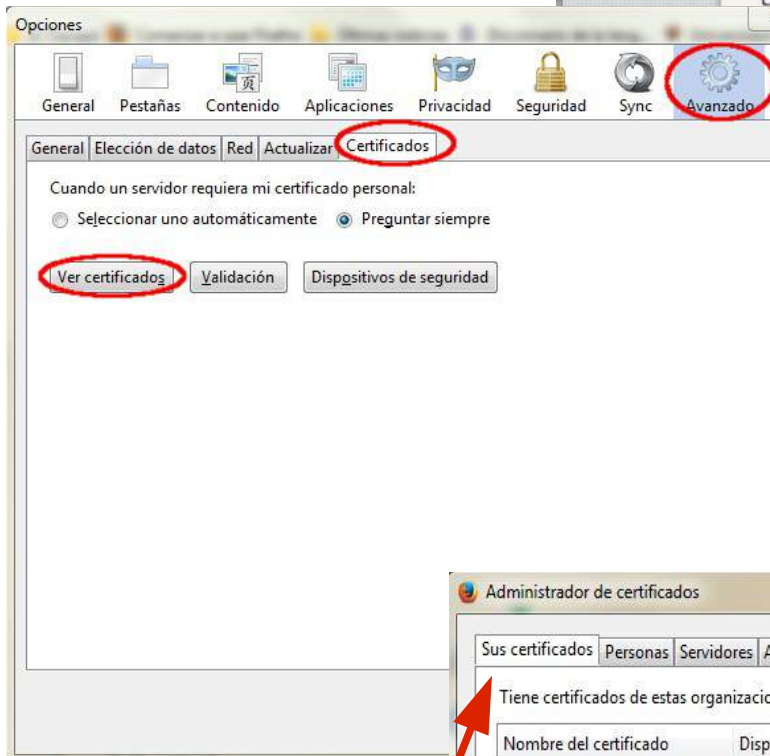 Opciones
General Pestañas Contenido Aplicaciones Privacidad Seguridad Sync Avanzado
General Elección de datos Red Actualizar Certificados
Cuando un servidor requiera mi certificado personal:
Seleccionar uno automáticamente Preguntar siempre
Ver certificados Validación Dispositivos de seguridad
Administrador de certificados
Sus certificados Personas Servidores A
Tiene certificados de estas organizacio
Nombre del certificado Disp